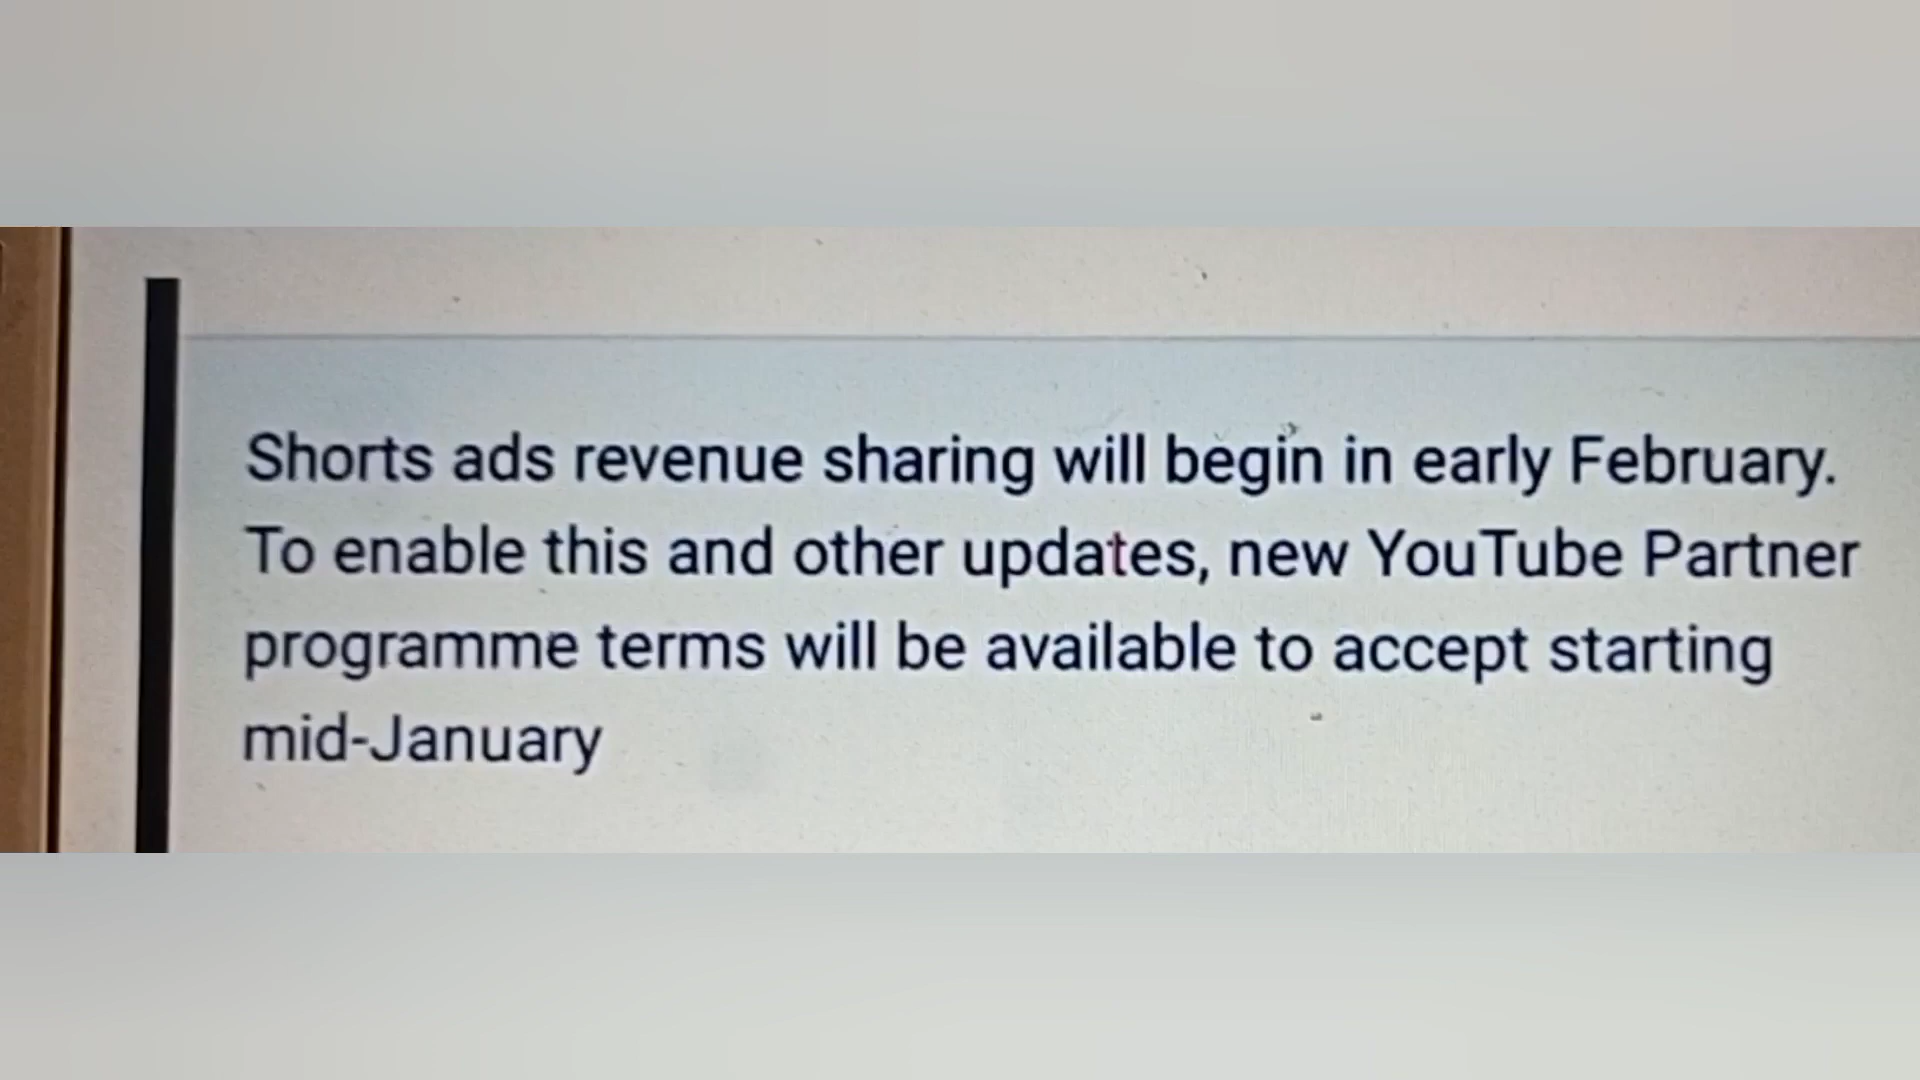 Shorts ads revenue sharing will begin in early February.
To enable this and other updates, new YouTube Partner
programme terms will be available to accept starting
mid-January